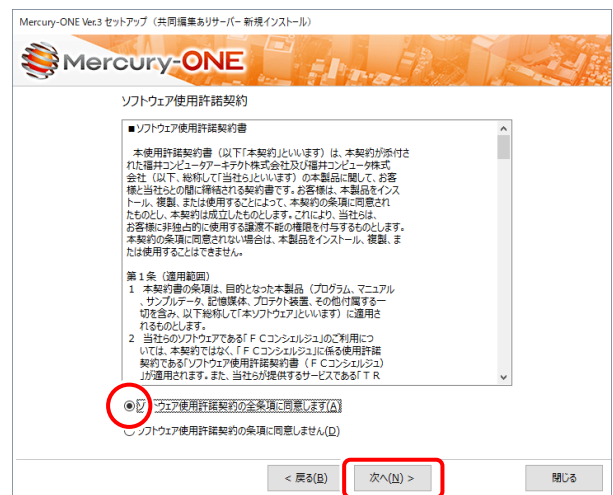 Mercury-ONE Ver.3 セットアップ（共同編集ありサーバー 新規インストール）
Mercury-ONE
ソフトウェア使用許諾契約
■ソフトウェア使用許諾契約書
本使用許諾契約書（以下「本契約」といいます）は、本契約が添付さ
れた福井コンピュータアーキテクト株式会社及び福井コンピュータ株式
会社（以下、総称して「当社ら」といいます）の本製品に関して、お客
様と当社らとの間に締結される契約書です。お客様は、本製品をインス
トール、複製、または使用することによって、本契約の条項に同意され
たものとし、本契約は成立したものとします。これにより、当社らは、
お客様に非独占的に使用する譲渡不能の権限を付与するものとします。
本契約の条項に同意されない場合は、本製品をインストール、複製、ま
たは使用することはできません。
第１条（適用範囲）
１　本契約書の条項は、目的となった本製品（プログラム、マニュアル
、サンプルデータ、記憶媒体、プロテクト装置、その他付属する一
切を含み、以下総称して「本ソフトウェア」といいます）に適用さ
れるものとします。
２　当社らのソフトウェアである「ＦＣコンシェルジュ」のご利用につ
いては、本契約ではなく、「ＦＣコンシェルジュ」に係る使用許諾
契約である「ソフトウェア使用許諾契約書（ＦＣコンシェルジュ）
」が適用されます。また、当社らが提供するサービスである「ＴＲ
ソフトウェア使用許諾契約の全条項に同意します(A)
ソフトウェア使用許諾契約の条項に同意しません(D)
< 戻る(B)
次へ(N) >
閉じる